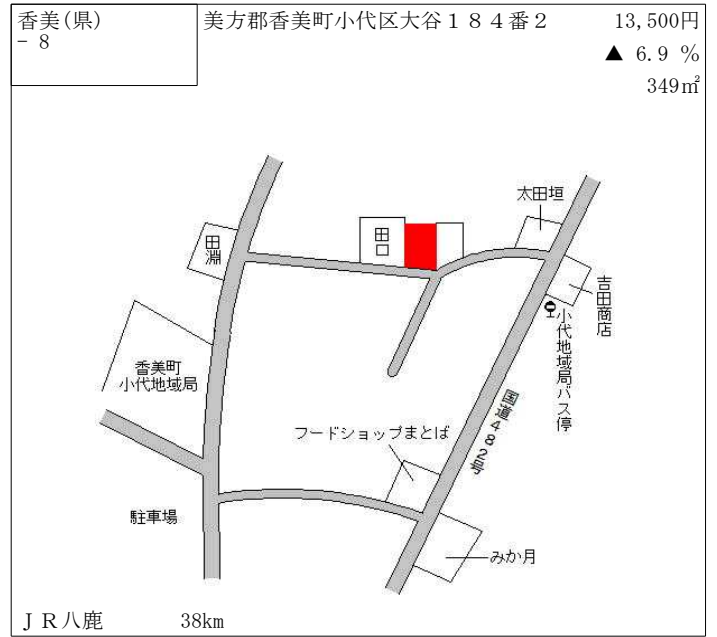 香美(県)
- 8
美方郡香美町小代区大谷１８４番２
13,500円
▲ 6.9 %
349㎡
太田垣
田口
田淵
吉田商店
小代地域局バス停
香美町
小代地域局
国道482号
フードショップまとば
駐車場
みか月
ＪＲ八鹿 38km